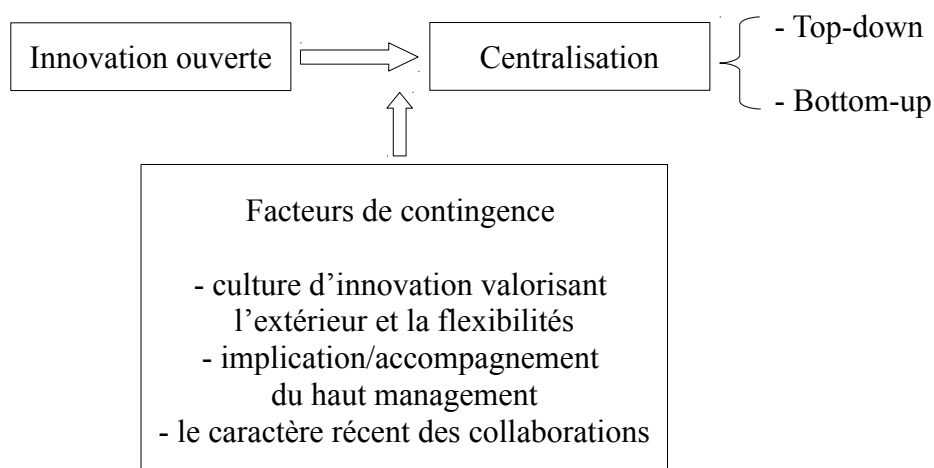 Innovation ouverte
Centralisation
- Top-down
- Bottom-up
Facteurs de contingence
- culture d’innovation valorisant
l’extérieur et la flexibilités
- implication/accompagnement
du haut management
- le caractère récent des collaborations